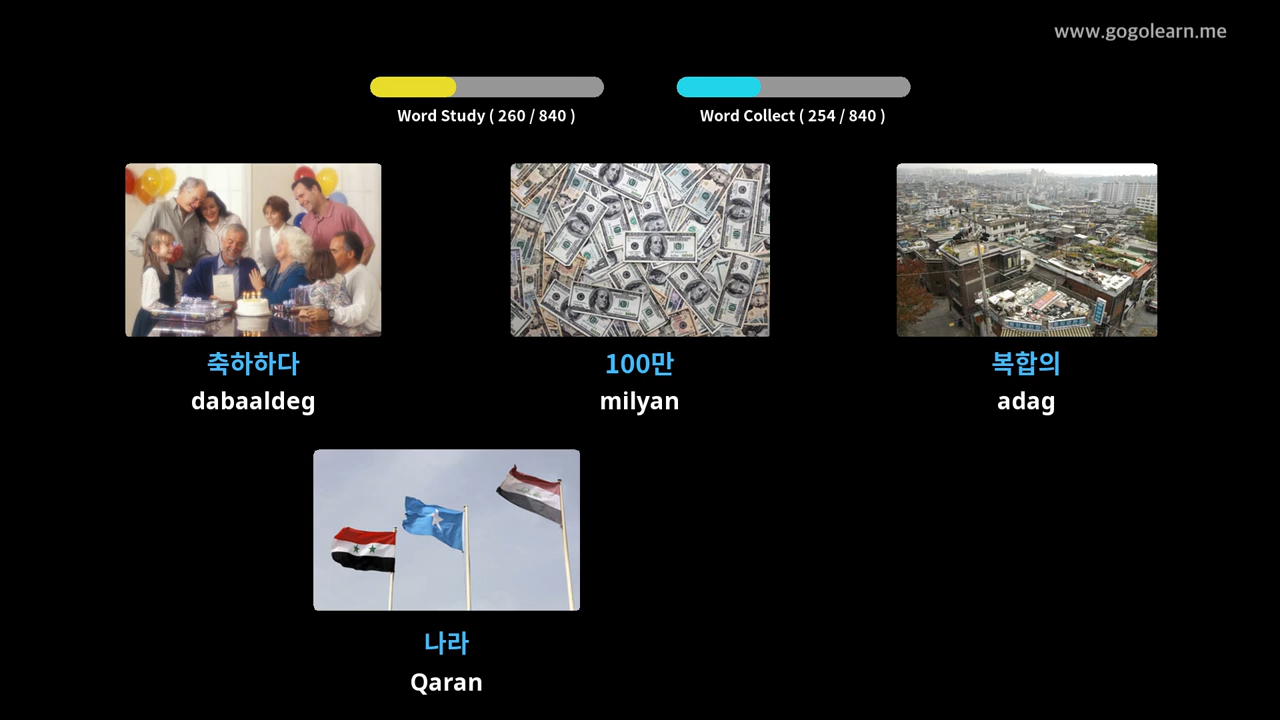 www.gogolearn.me
Word Study ( 260 / 840 )
Word Collect ( 254 / 840 )
축하하다
dabaaldeg
100만
milyan
복합의
adag
나라
Qaran